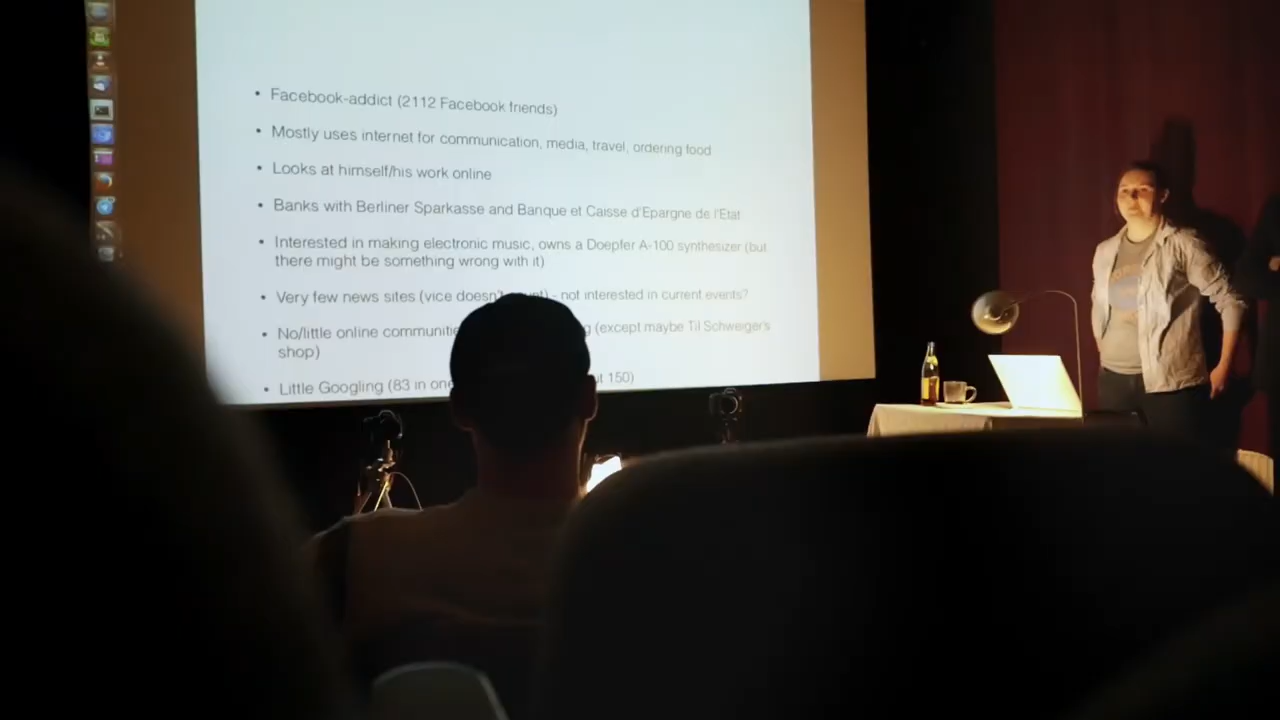 • Facebook-addict (2112 Facebook friends)
• Mostly uses internet for communication, media, travel, ordering food
• Looks at himself/his work online
• Banks with Berliner Sparkasse and Banque et Caisse d'Epargne de l'Etat
• Interested in making electronic music, owns a Doepfer A-100 synthesizer (but
there might be something wrong with it)
• Very few news sites (vice doesn't count) - not interested in current events?
• No/little online (except maybe Til Schweiger's
shop)
• Little Googling (83 in one 150)